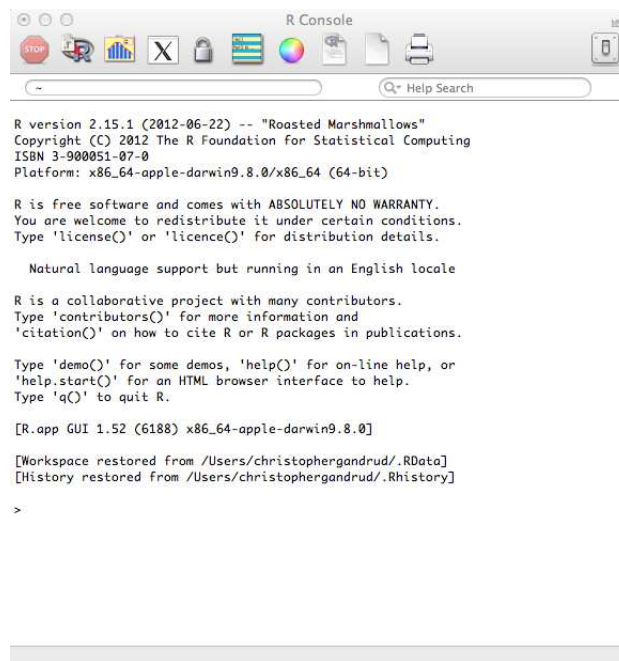 R Console
STOP
~
Help Search
R version 2.15.1 (2012-06-22) -- "Roasted Marshmallows"
Copyright (C) 2012 The R Foundation for Statistical Computing
ISBN 3-900051-07-0
Platform: x86_64-apple-darwin9.8.0/x86_64 (64-bit)
R is free software and comes with ABSOLUTELY NO WARRANTY.
You are welcome to redistribute it under certain conditions.
Type 'license()' or 'licence()' for distribution details.
Natural language support but running in an English locale
R is a collaborative project with many contributors.
Type 'contributors()' for more information and
'citation()' on how to cite R or R packages in publications.
Type 'demo()' for some demos, 'help()' for on-line help, or
'help.start()' for an HTML browser interface to help.
Type 'q()' to quit R.
[R.app GUI 1.52 (6188) x86_64-apple-darwin9.8.0]
[Workspace restored from /Users/christophergandrud/.RData]
[History restored from /Users/christophergandrud/.Rhistory]
>